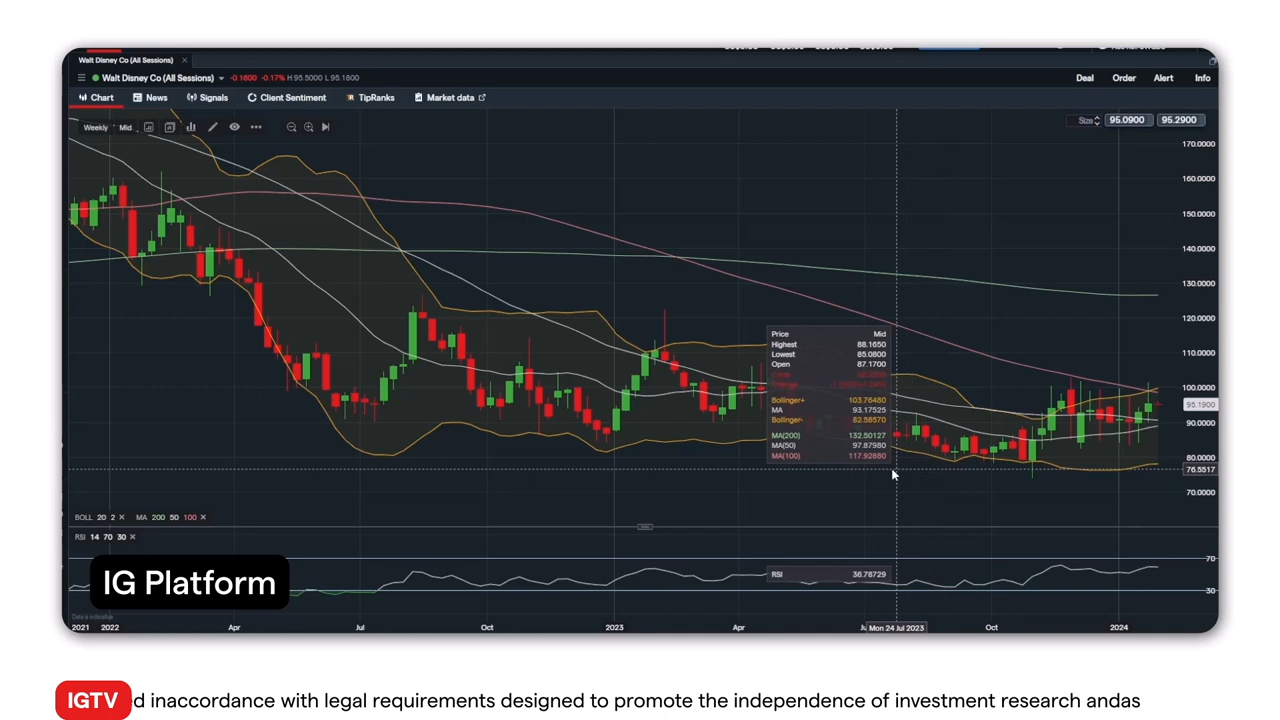 Walt Disney Co (All Sessions)
Walt Disney Co (All Sessions) -0.1600 -0.17% H 95.5000 L 95.1800 Deal Order Alert Info
Chart News Signals Client Sentiment TipRanks Market data
Weekly Mid Size 95.0900 95.2900
170.0000
160.0000
150.0000
140.0000
130.0000
120.0000
110.0000
100.0000
95.1900
90.0000
80.0000
76.5517
70.0000
Price Mid
Highest 88.1650
Lowest 85.0800
Open 87.1700
Bollinger+ 103.76480
MA 93.17525
Bollinger- 82.58570
MA(200) 132.50127
MA(50) 97.87980
MA(100) 117.92880
BOLL 20 2 MA 200 50 100
RSI 14 70 30
70
RSI 36.78729
30
IG Platform
Data is indicative
2021 2022 Apr Jul Oct 2023 Apr Mon 24 Jul 2023 Oct 2024
IGTV d inaccordance with legal requirements designed to promote the independence of investment research andas